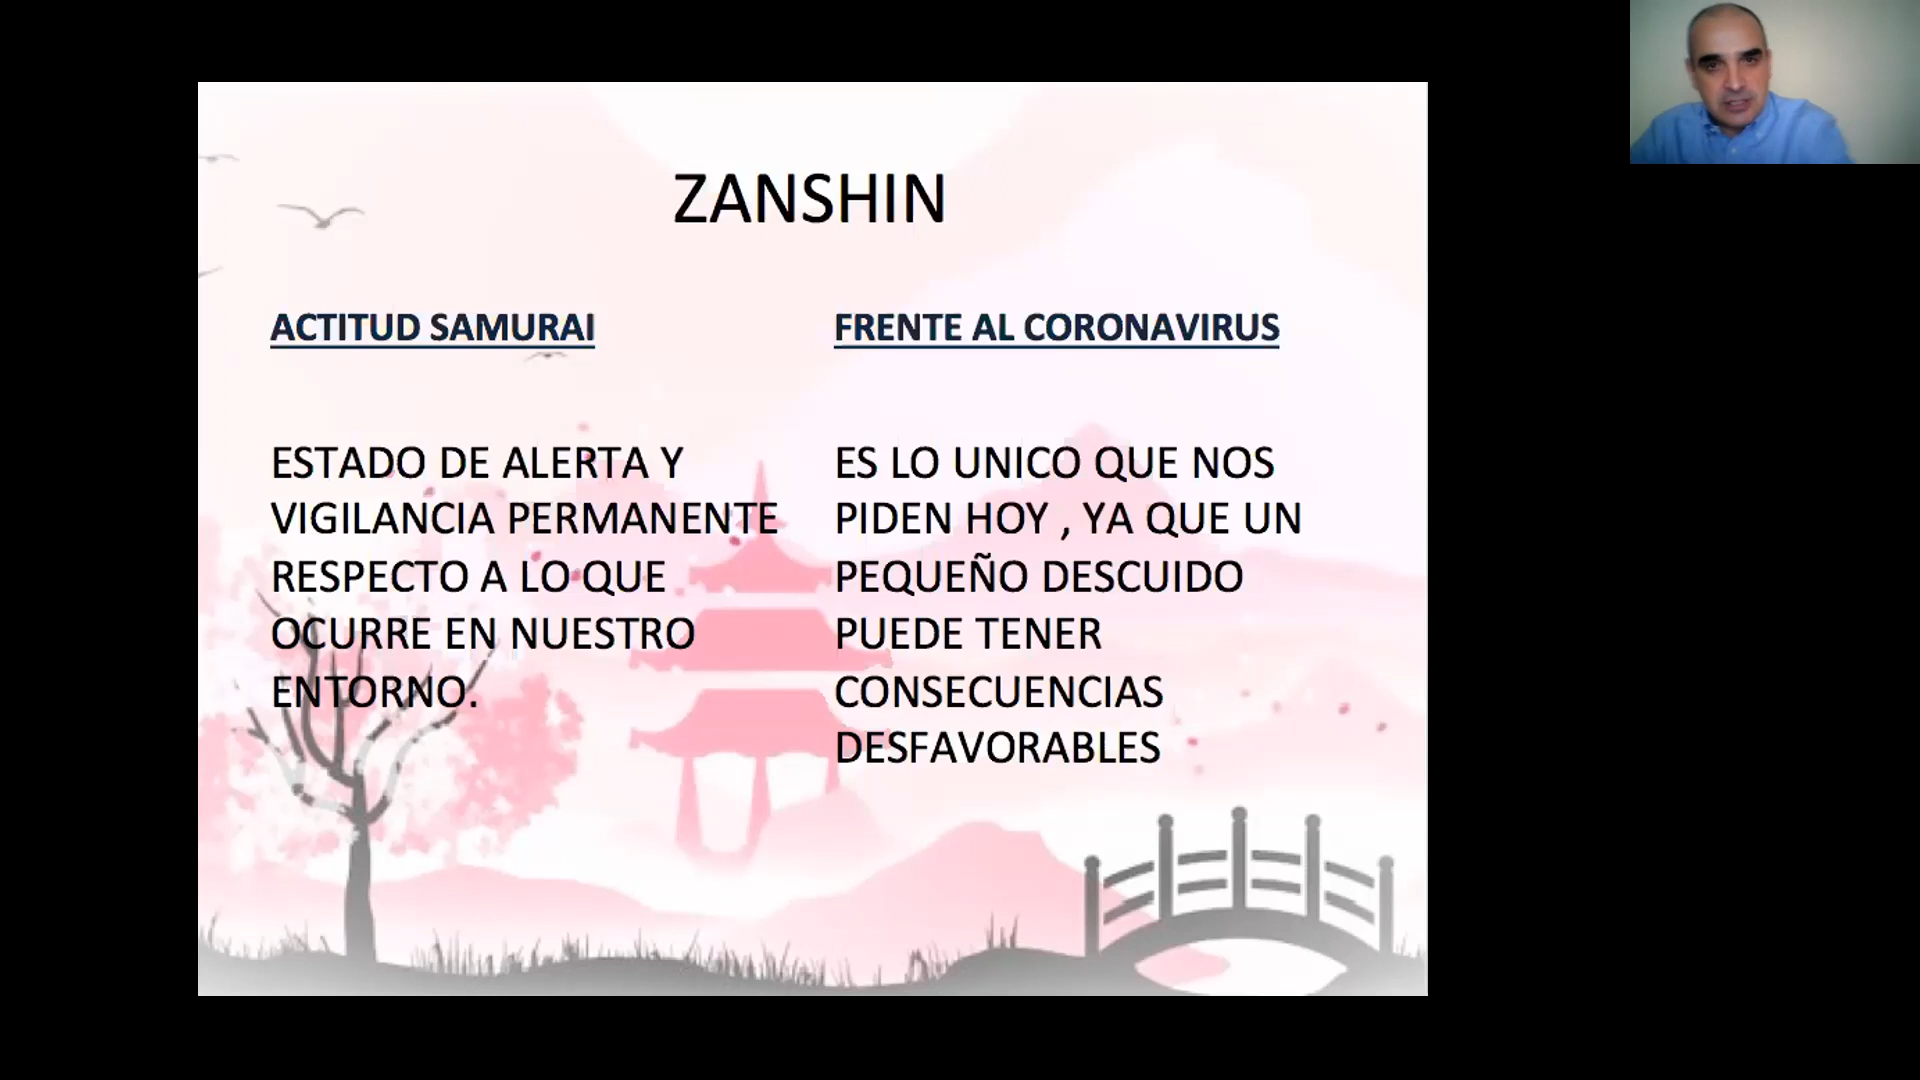 ZANSHIN
ACTITUD SAMURAI
ESTADO DE ALERTA Y
VIGILANCIA PERMANENTE
RESPECTO A LO QUE
OCURRE EN NUESTRO
ENTORNO.
FRENTE AL CORONAVIRUS
ES LO UNICO QUE NOS
PIDEN HOY , YA QUE UN
PEQUEÑO DESCUIDO
PUEDE TENER
CONSECUENCIAS
DESFAVORABLES